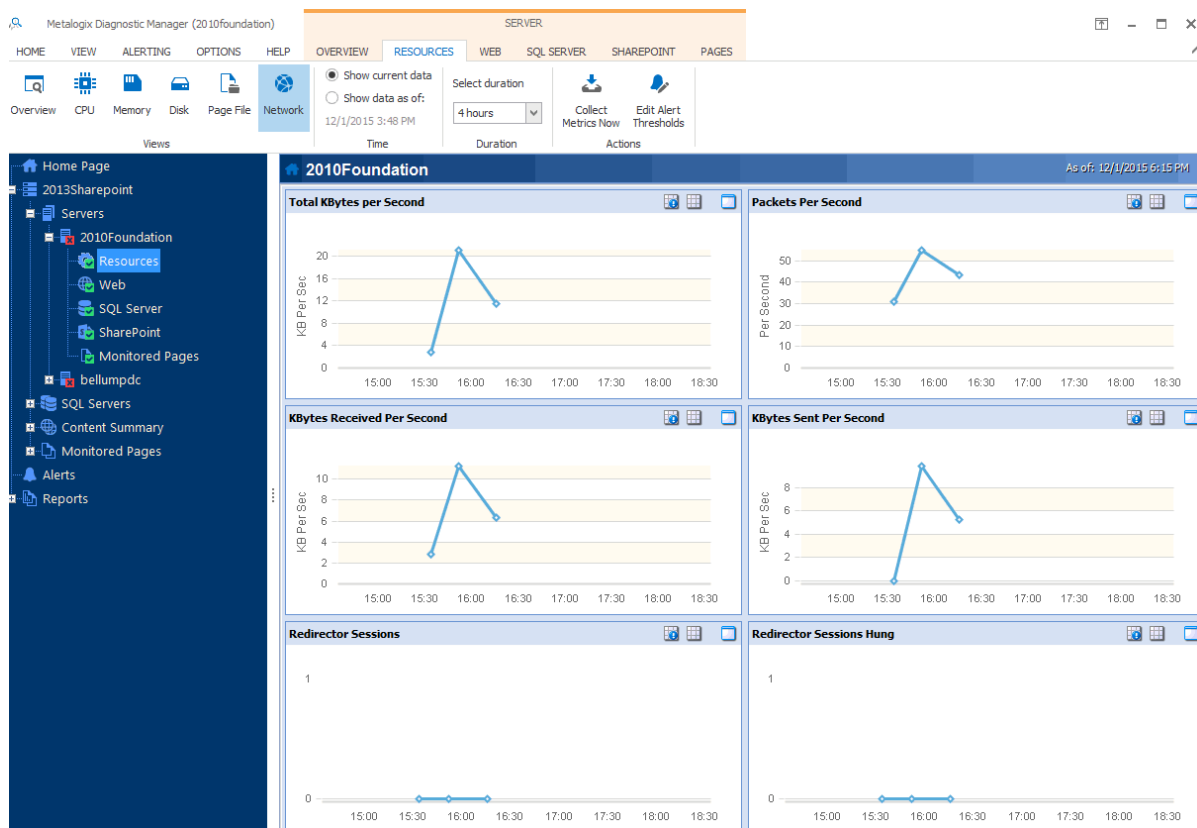 Metalogix Diagnostic Manager (2010foundation)
SERVER
HOME VIEW ALERTING OPTIONS HELP OVERVIEW RESOURCES WEB SQL SERVER SHAREPOINT PAGES
Overview CPU Memory Disk Page File Network
Views
Show current data
Show data as of:
12/1/2015 3:48 PM
Time
Select duration
4 hours
Duration
Collect Metrics Now
Edit Alert Thresholds
Actions
Home Page
2013Sharepoint
Servers
2010Foundation
Resources
Web
SQL Server
SharePoint
Monitored Pages
bellumpdc
SQL Servers
Content Summary
Monitored Pages
Alerts
Reports
2010Foundation
As of: 12/1/2015 6:15 PM
Total KBytes per Second
KB Per Sec
20
16
12
8
4
0
15:00 15:30 16:00 16:30 17:00 17:30 18:00 18:30
Packets Per Second
Per Second
50
40
30
20
10
0
15:00 15:30 16:00 16:30 17:00 17:30 18:00 18:30
KBytes Received Per Second
KB Per Sec
10
8
6
4
2
0
15:00 15:30 16:00 16:30 17:00 17:30 18:00 18:30
KBytes Sent Per Second
KB Per Sec
8
6
4
2
0
15:00 15:30 16:00 16:30 17:00 17:30 18:00 18:30
Redirector Sessions
1
0
15:00 15:30 16:00 16:30 17:00 17:30 18:00 18:30
Redirector Sessions Hung
1
0
15:00 15:30 16:00 16:30 17:00 17:30 18:00 18:30